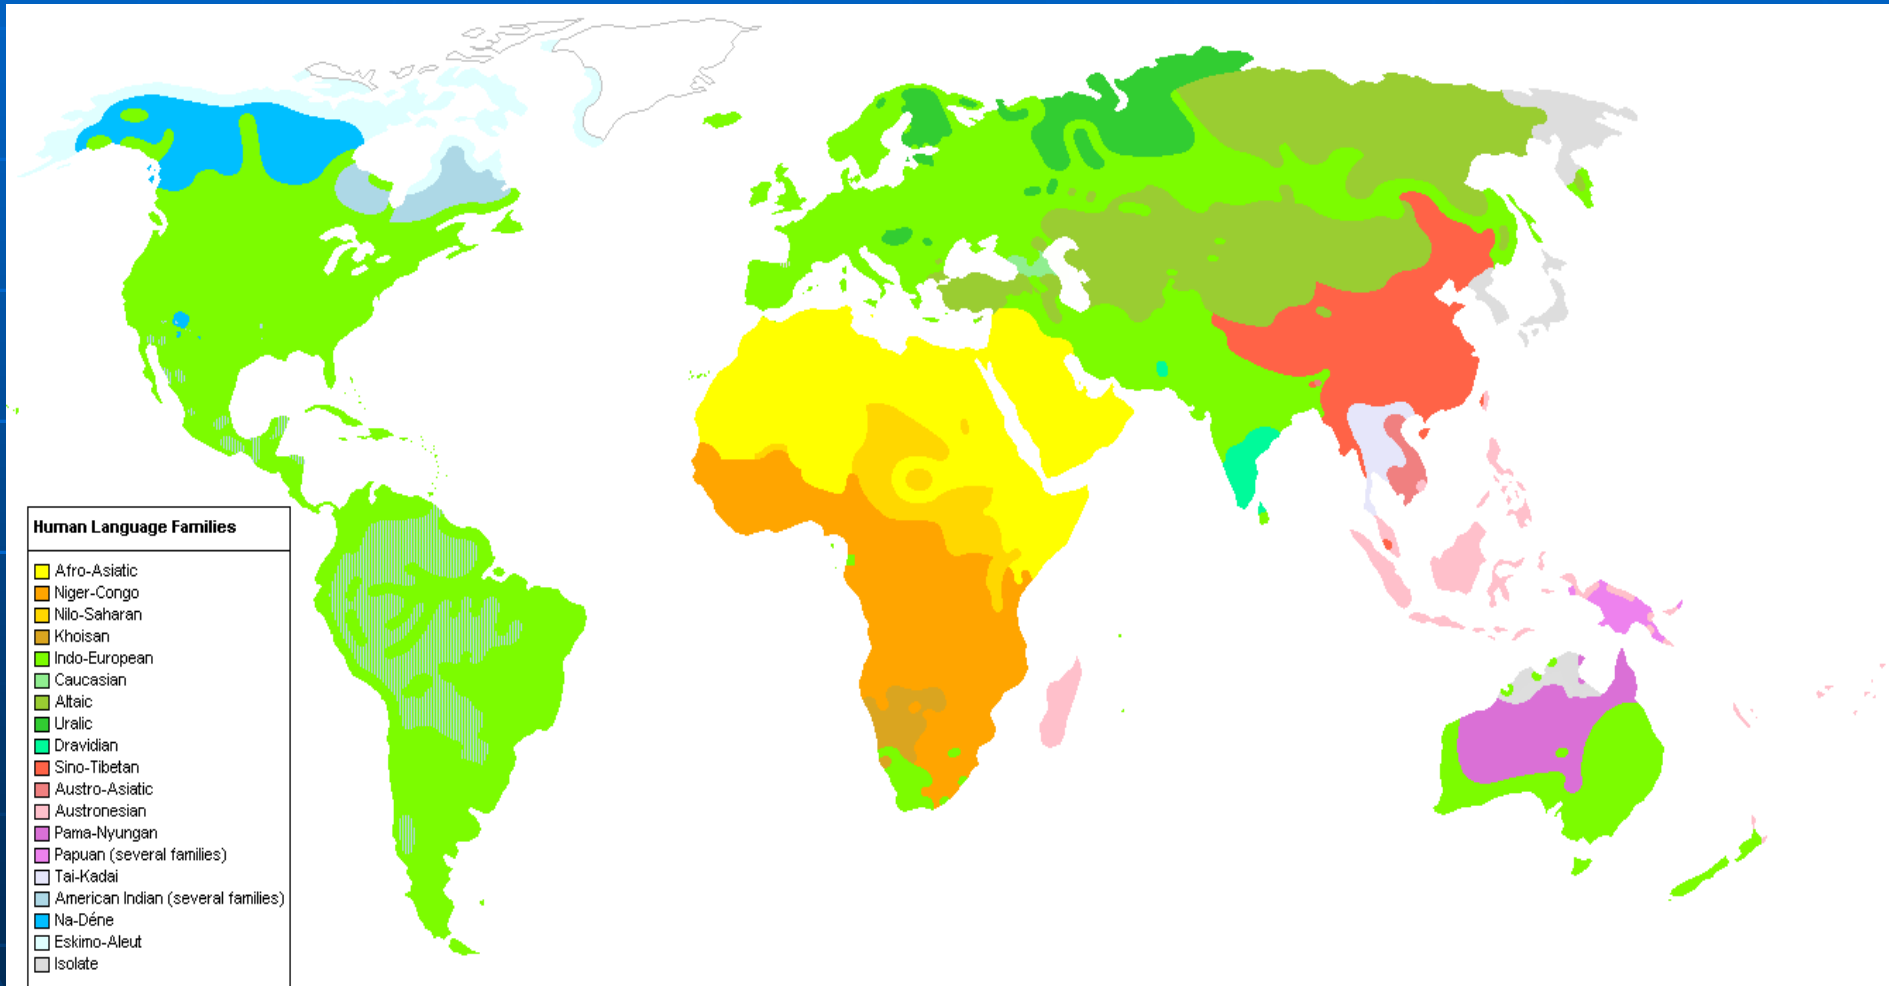 Human Language Families
Afro-Asiatic
Niger-Congo
Nilo-Saharan
Khoisan
Indo-European
Caucasian
Altaic
Uralic
Dravidian
Sino-Tibetan
Austro-Asiatic
Austronesian
Pama-Nyungan
Papuan (several families)
Tai-Kadai
American Indian (several families)
Na-Déne
Eskimo-Aleut
Isolate